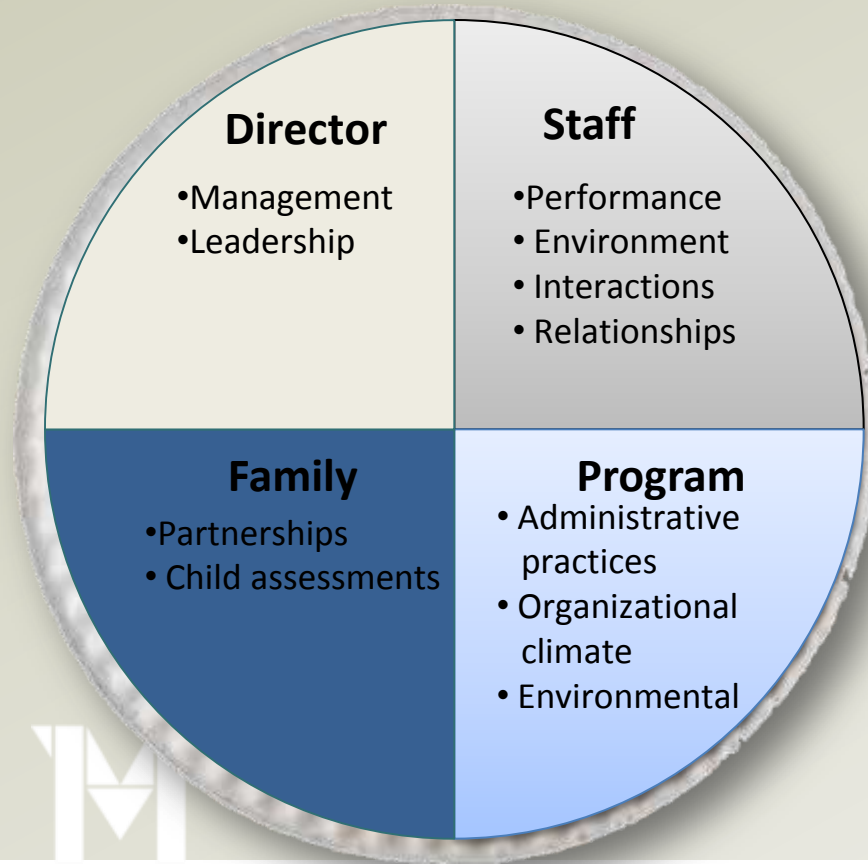 Director
•Management
•Leadership
Staff
•Performance
• Environment
• Interactions
• Relationships
Family
•Partnerships
• Child assessments
Program
• Administrative
practices
• Organizational
climate
• Environmental
M